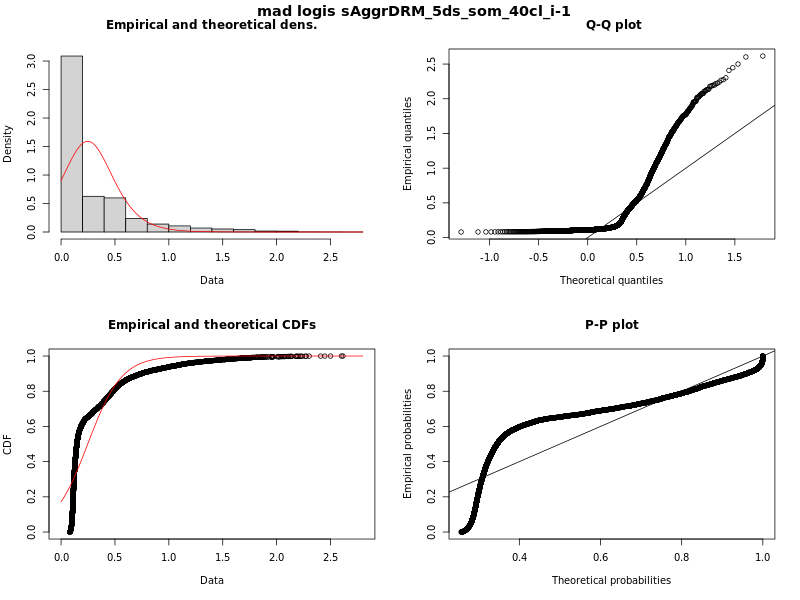 mad logis sAggrDRM_5ds_som_40cl_i-1
Empirical and theoretical dens.
Density
0.0 0.5 1.0 1.5 2.0 2.5 3.0
0.0 0.5 1.0 1.5 2.0 2.5
Data
Q-Q plot
Empirical quantiles
0.0 0.5 1.0 1.5 2.0 2.5
-1.0 -0.5 0.0 0.5 1.0 1.5
Theoretical quantiles
Empirical and theoretical CDFs
CDF
0.0 0.2 0.4 0.6 0.8 1.0
0.0 0.5 1.0 1.5 2.0 2.5
Data
P-P plot
Empirical probabilities
0.0 0.2 0.4 0.6 0.8 1.0
0.4 0.6 0.8 1.0
Theoretical probabilities